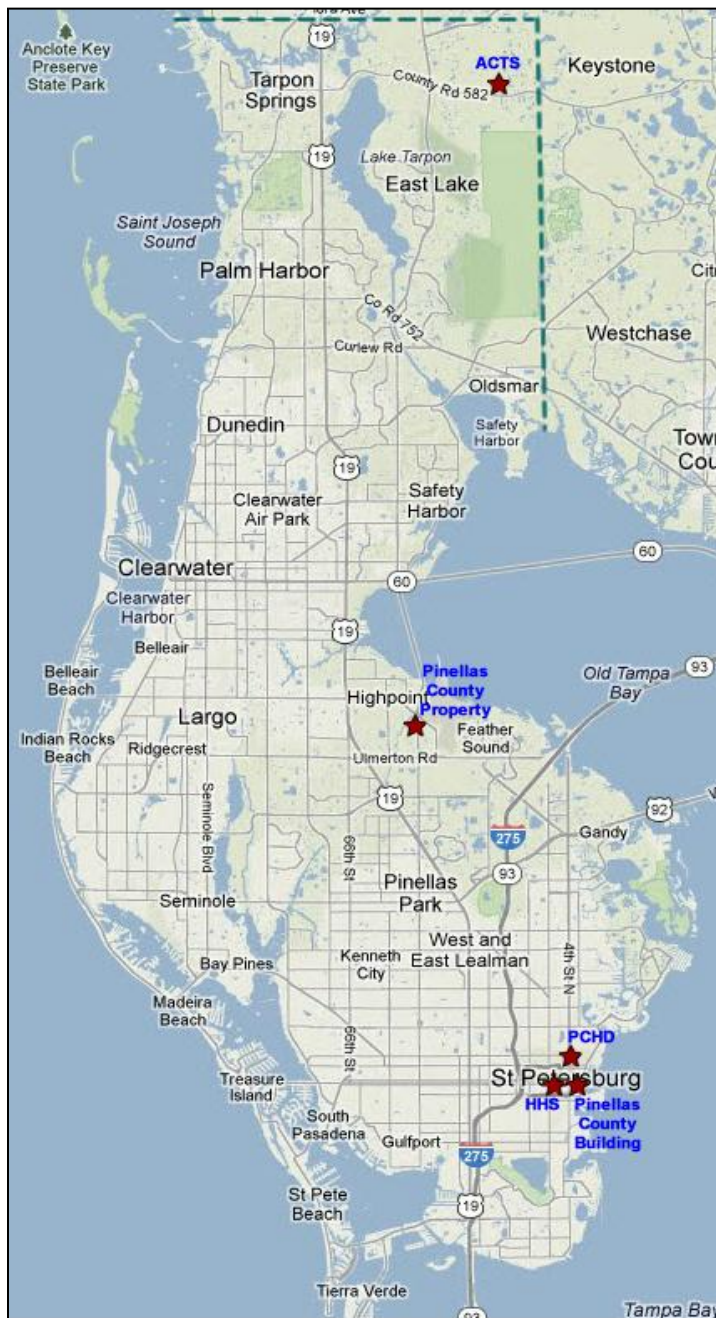 Tora Ave
Anclote Key
Preserve
State Park
19
Tarpon
Springs
ACTS
County Rd 582
Keystone
19
Lake Tarpon
East Lake
Saint Joseph
Sound
Palm Harbor
Co Rd 752
Curlew Rd
Westchase
Oldsmar
Dunedin
Safety
Harbor
19
Clearwater
Air Park
Safety
Harbor
60
Clearwater
60
Clearwater
Harbor
19
Belleair
93
Belleair
Beach
Pinellas
County
Property
Old Tampa
Bay
Highpoint
Largo
Indian Rocks
Beach
Ridgecrest
Feather
Sound
Ulmerton Rd
Seminole Blvd
19
92
275
Gandy
66th St
93
Pinellas
Park
Seminole
West and
East Lealman
Kenneth
City
Bay Pines
4th St N
Madeira
Beach
66th St
PCHD
St Petersburg
Treasure
Island
HHS
Pinellas
County
Building
South
Pasadena
Gulfport
275
St Pete
Beach
19
Tierra Verde
93
Tampa Bay